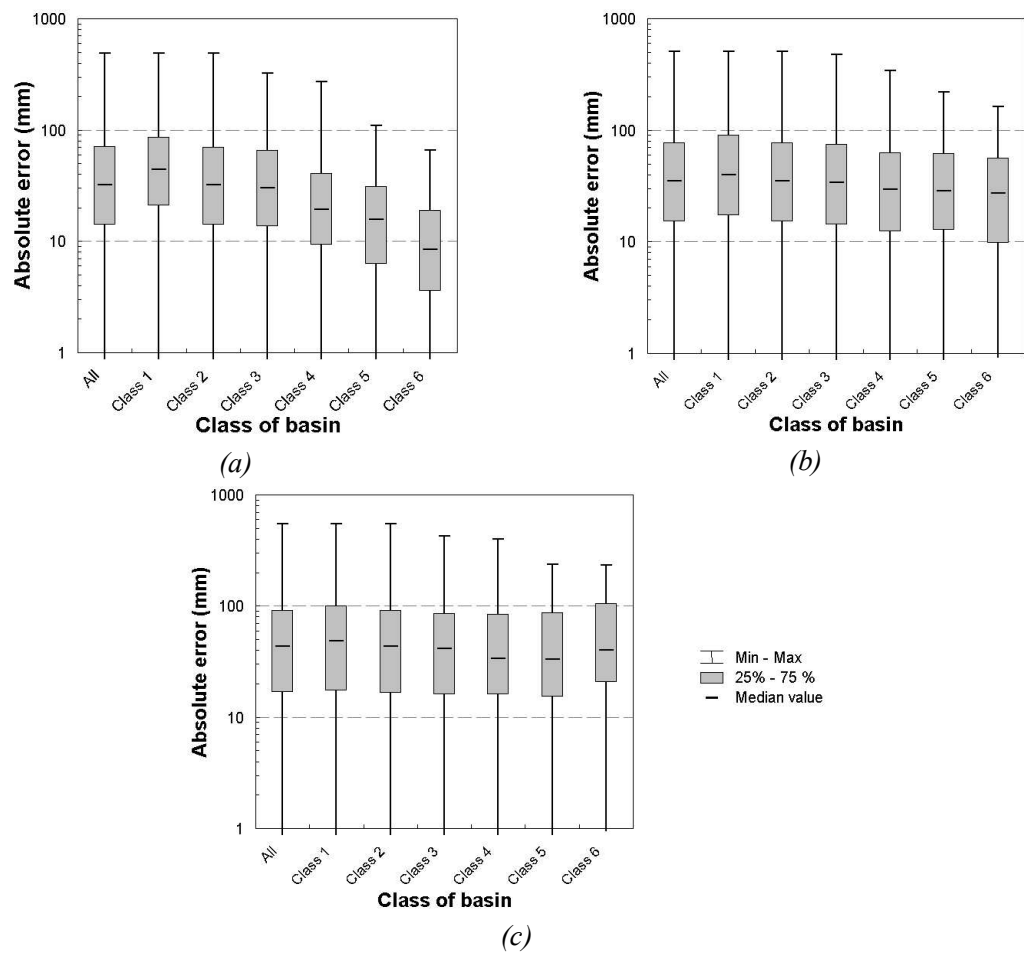 1000
100
10
1
Absolute error (mm)
All
Class 1
Class 2
Class 3
Class 4
Class 5
Class 6
Class of basin
(a)
1000
100
10
1
Absolute error (mm)
All
Class 1
Class 2
Class 3
Class 4
Class 5
Class 6
Class of basin
(b)
1000
100
10
1
Absolute error (mm)
All
Class 1
Class 2
Class 3
Class 4
Class 5
Class 6
Class of basin
(c)
Min - Max
25% - 75 %
Median value